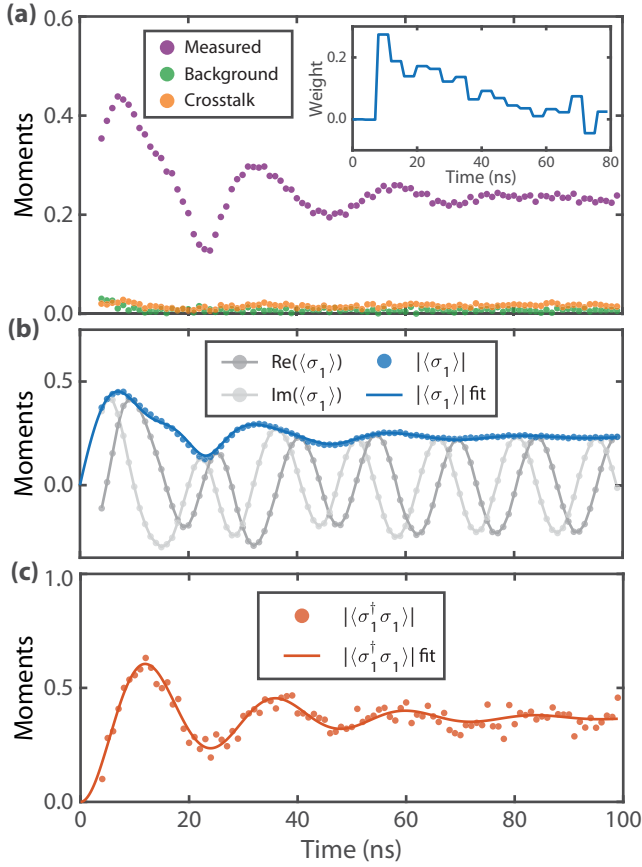 (a)
0.6
0.4
0.2
0.0
Moments
Measured
Background
Crosstalk
0.2
0.0
Weight
0 20 40 60 80
Time (ns)
(b)
0.5
0.0
Moments
Re(⟨σ₁⟩) |⟨σ₁⟩|
Im(⟨σ₁⟩) |⟨σ₁⟩| fit
(c)
1.0
0.5
0.0
Moments
|⟨σ₁†σ₁⟩|
|⟨σ₁†σ₁⟩| fit
0 20 40 60 80 100
Time (ns)